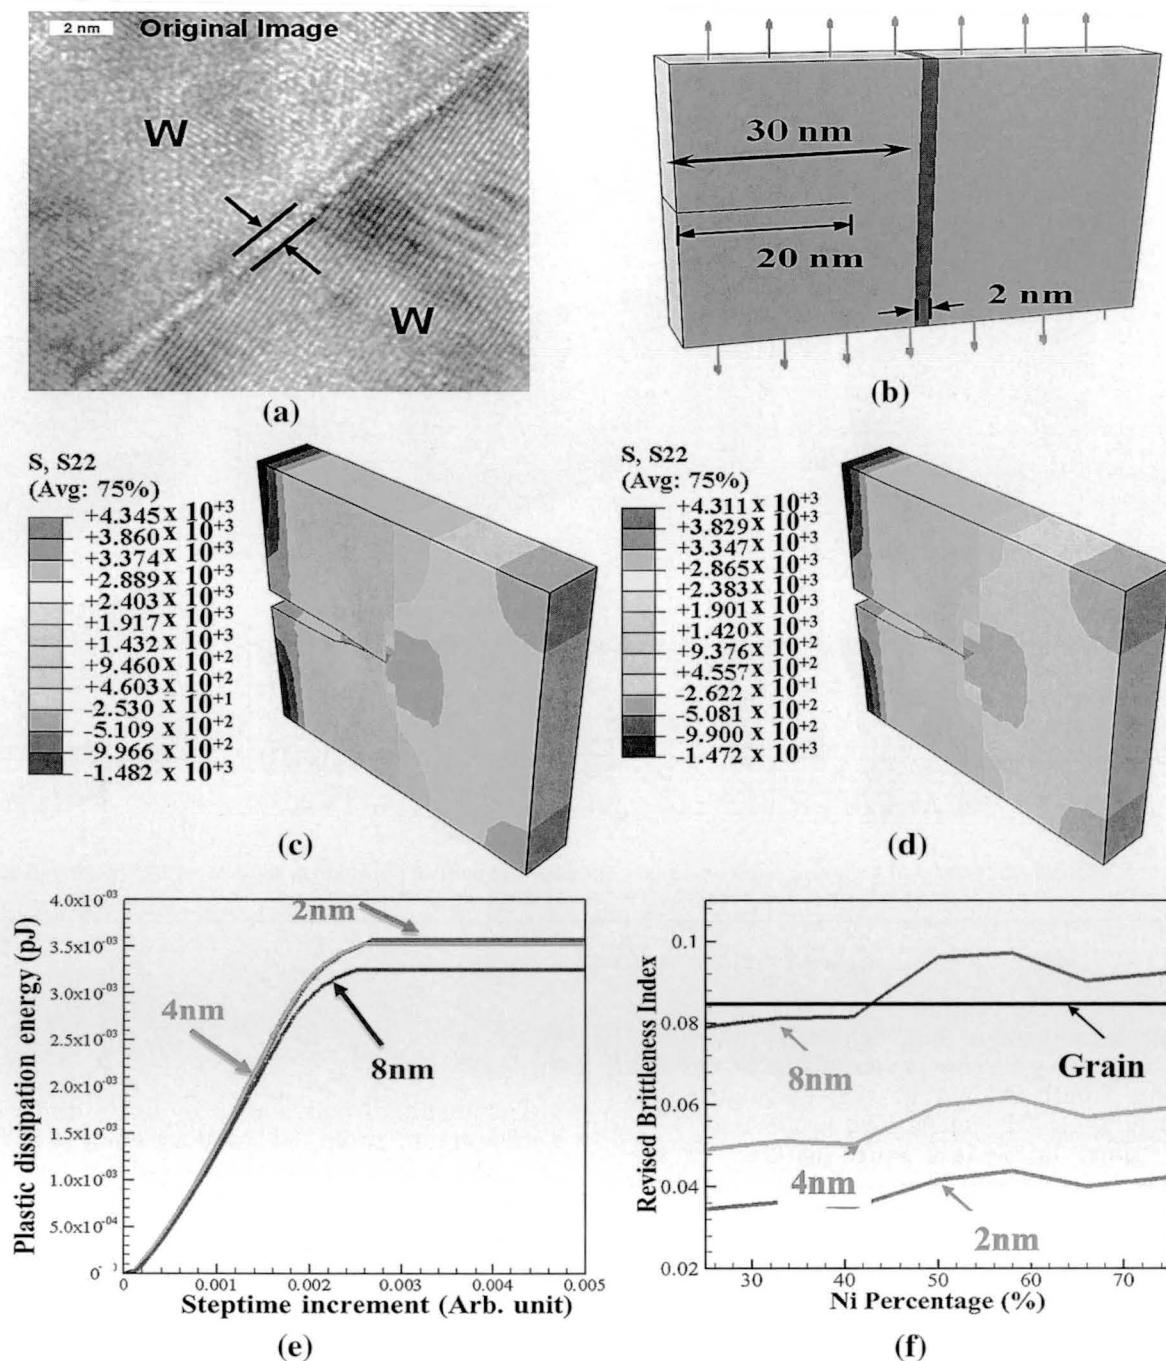 2 nm Original Image
W
W
(a)
30 nm
20 nm
2 nm
(b)
S, S22
(Avg: 75%)
+4.345 x 10+3
+3.860 x 10+3
+3.374 x 10+3
+2.889 x 10+3
+2.403 x 10+3
+1.917 x 10+3
+1.432 x 10+3
+9.460 x 10+2
+4.603 x 10+2
-2.530 x 10+1
-5.109 x 10+2
-9.966 x 10+2
-1.482 x 10+3
(c)
S, S22
(Avg: 75%)
+4.311 x 10+3
+3.829 x 10+3
+3.347 x 10+3
+2.865 x 10+3
+2.383 x 10+3
+1.901 x 10+3
+1.420 x 10+3
+9.376 x 10+2
+4.557 x 10+2
-2.622 x 10+1
-5.081 x 10+2
-9.900 x 10+2
-1.472 x 10+3
(d)
Plastic dissipation energy (pJ)
4.0x10-03
3.5x10-03
3.0x10-03
2.5x10-03
2.0x10-03
1.5x10-03
1.0x10-03
5.0x10-04
0
2nm
4nm
8nm
0 0.001 0.002 0.003 0.004 0.005
Steptime increment (Arb. unit)
(e)
Revised Brittleness Index
0.1
0.08
0.06
0.04
0.02
8nm
Grain
4nm
2nm
30 40 50 60 70
Ni Percentage (%)
(f)